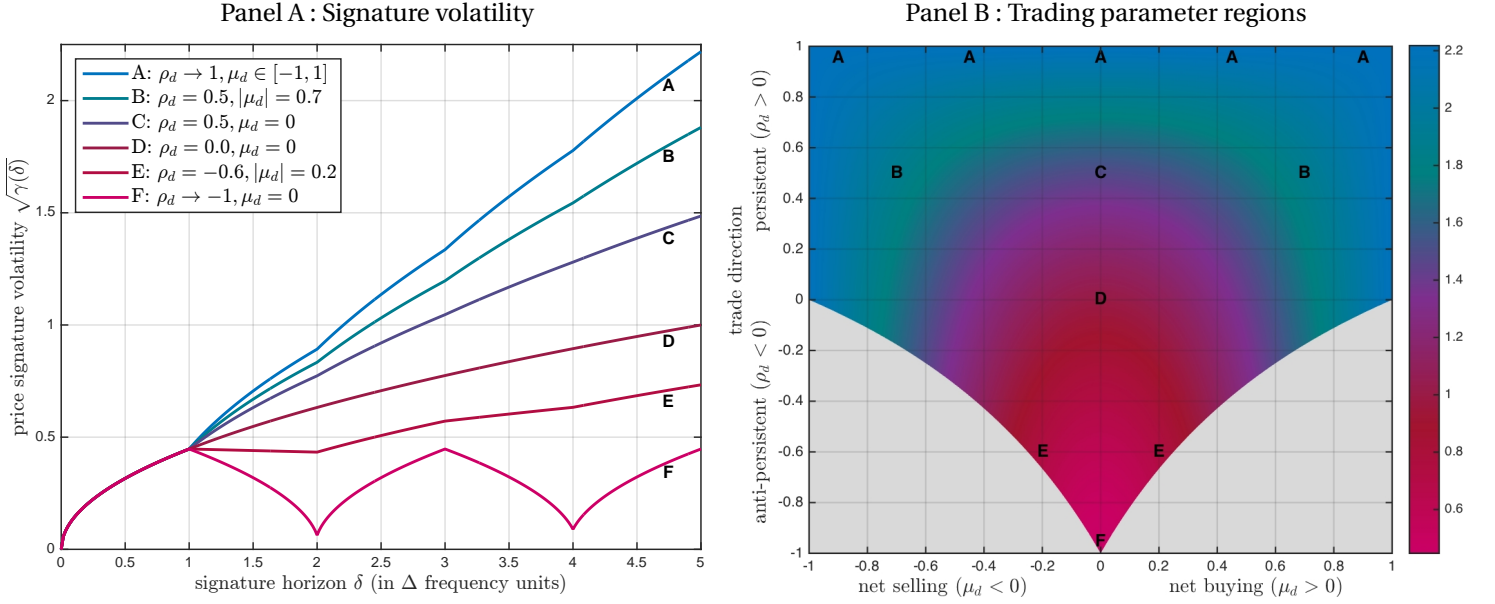 Panel A : Signature volatility
price signature volatility √γ(δ)
2
1.5
1
0.5
0
A: ρ_d → 1, μ_d ∈ [−1, 1]
B: ρ_d = 0.5, |μ_d| = 0.7
C: ρ_d = 0.5, μ_d = 0
D: ρ_d = 0.0, μ_d = 0
E: ρ_d = −0.6, |μ_d| = 0.2
F: ρ_d → −1, μ_d = 0
A
B
C
D
E
F
0 0.5 1 1.5 2 2.5 3 3.5 4 4.5 5
signature horizon δ (in Δ frequency units)
Panel B : Trading parameter regions
trade direction
anti-persistent (ρ_d < 0) persistent (ρ_d > 0)
1
0.8
0.6
0.4
0.2
0
-0.2
-0.4
-0.6
-0.8
-1
A A A A A
B C B
D
E E
F
-1 -0.8 -0.6 -0.4 -0.2 0 0.2 0.4 0.6 0.8 1
net selling (μ_d < 0) net buying (μ_d > 0)
2.2
2
1.8
1.6
1.4
1.2
1
0.8
0.6